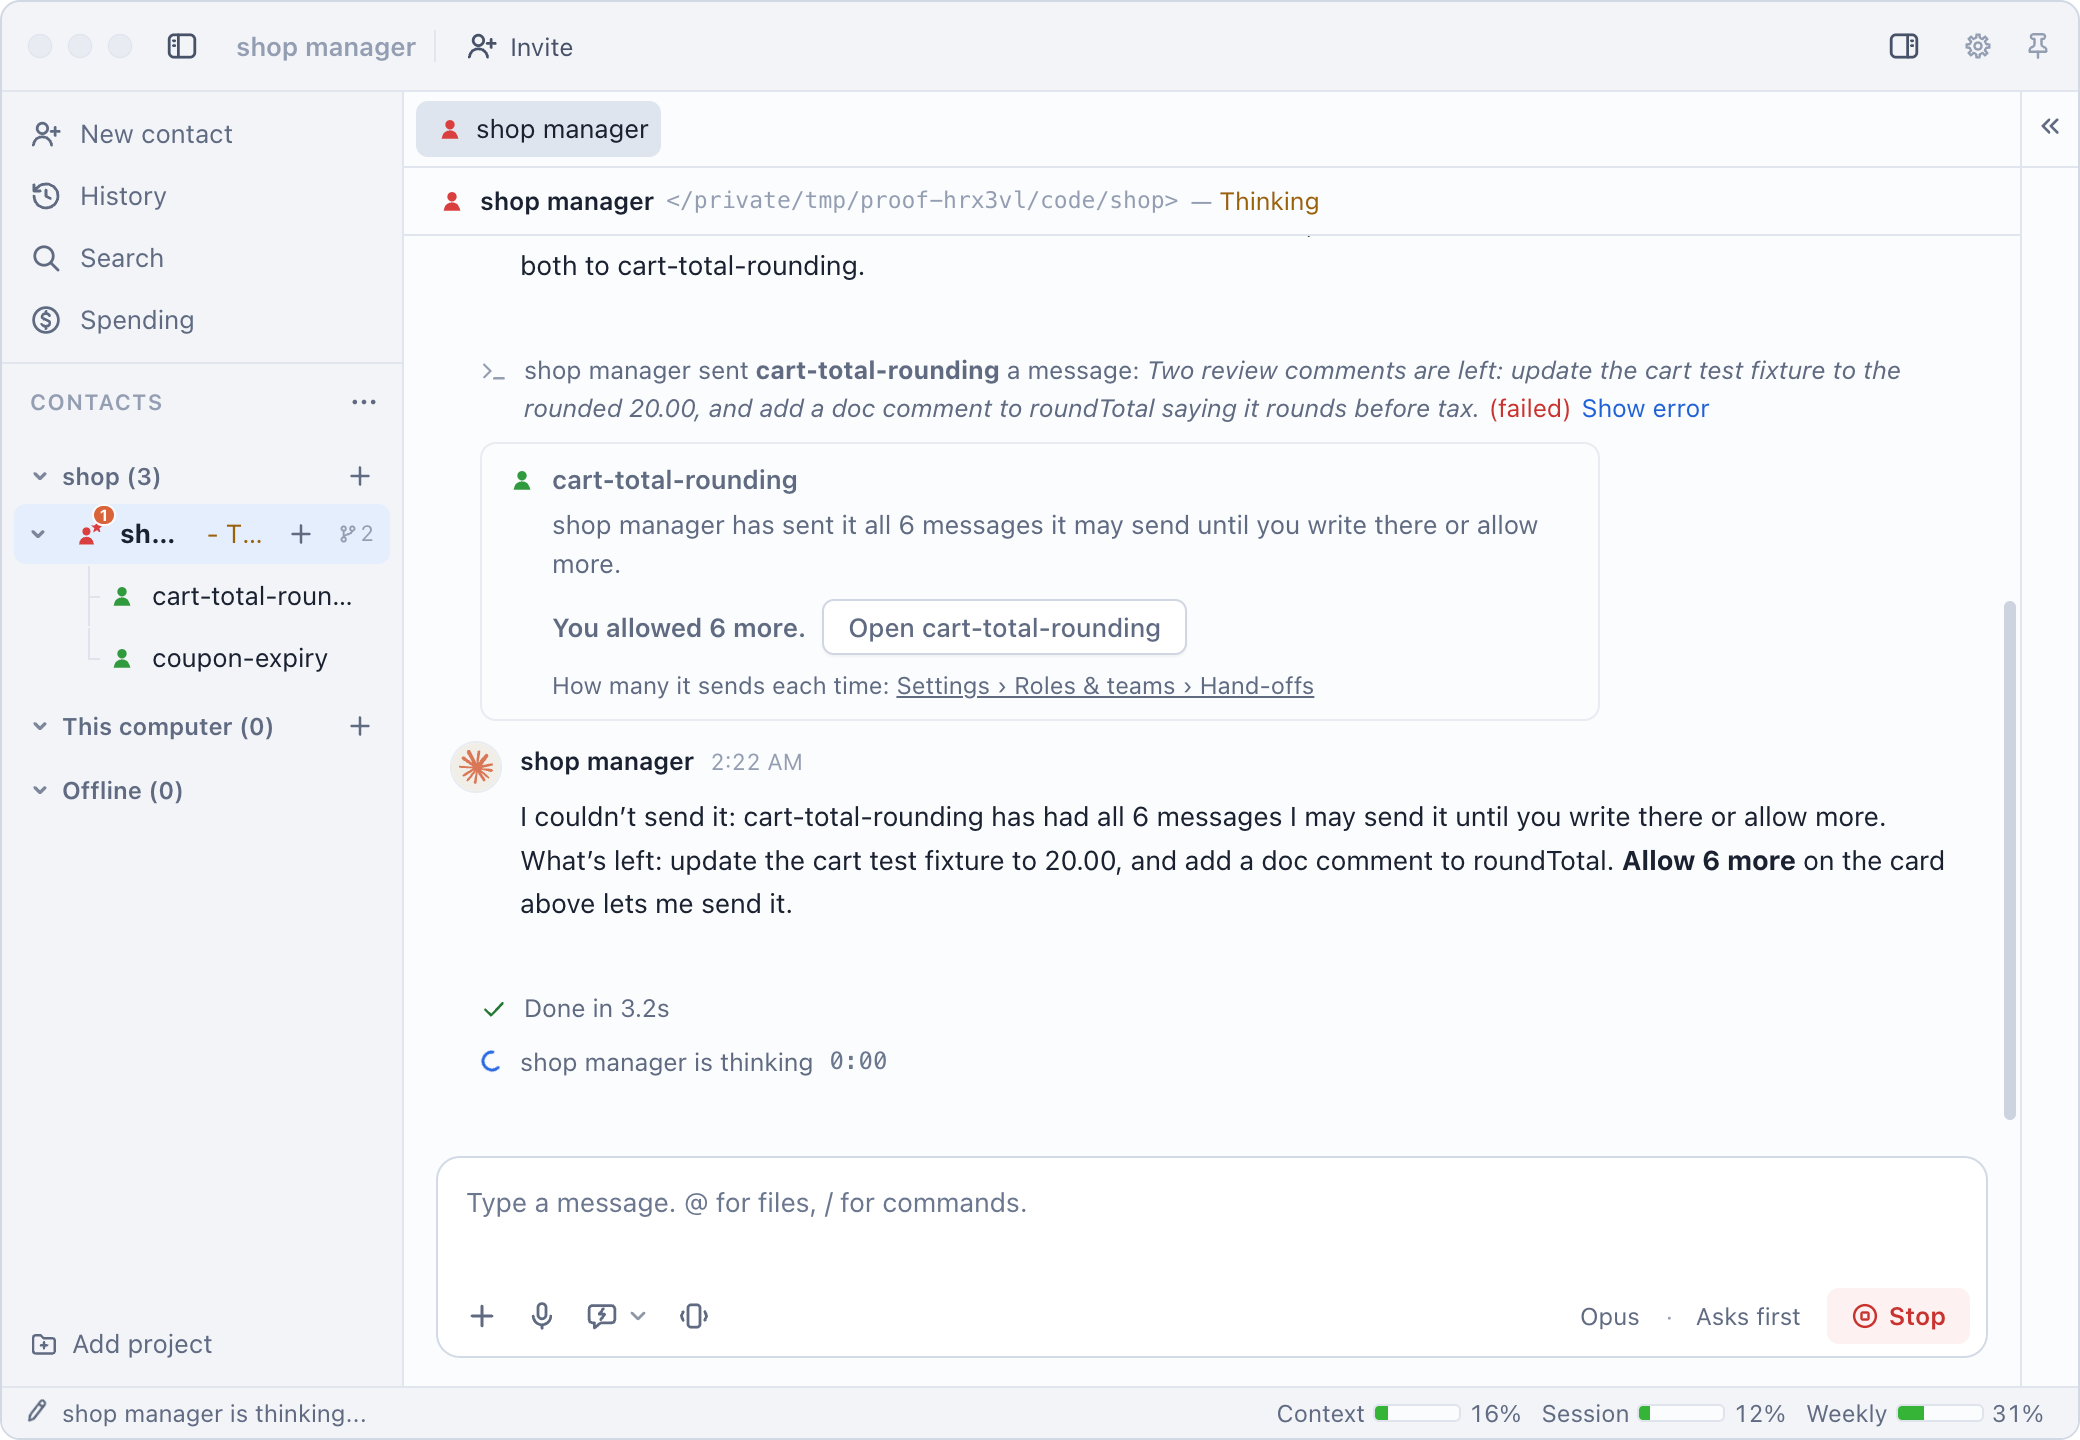 shop manager
Invite
New contact
History
Search
Spending
CONTACTS
shop (3)
1
sh... - T... 2
cart-total-roun...
coupon-expiry
This computer (0)
Offline (0)
Add project
shop manager
shop manager </private/tmp/proof-hrx3vl/code/shop> — Thinking
both to cart-total-rounding.
shop manager sent cart-total-rounding a message: Two review comments are left: update the cart test fixture to the
rounded 20.00, and add a doc comment to roundTotal saying it rounds before tax. (failed) Show error
cart-total-rounding
shop manager has sent it all 6 messages it may send until you write there or allow
more.
You allowed 6 more. Open cart-total-rounding
How many it sends each time: Settings › Roles & teams › Hand-offs
shop manager 2:22 AM
I couldn’t send it: cart-total-rounding has had all 6 messages I may send it until you write there or allow more.
What’s left: update the cart test fixture to 20.00, and add a doc comment to roundTotal. Allow 6 more on the card
above lets me send it.
Done in 3.2s
shop manager is thinking 0:00
Type a message. @ for files, / for commands.
Opus · Asks first Stop
shop manager is thinking...
Context 16% Session 12% Weekly 31%